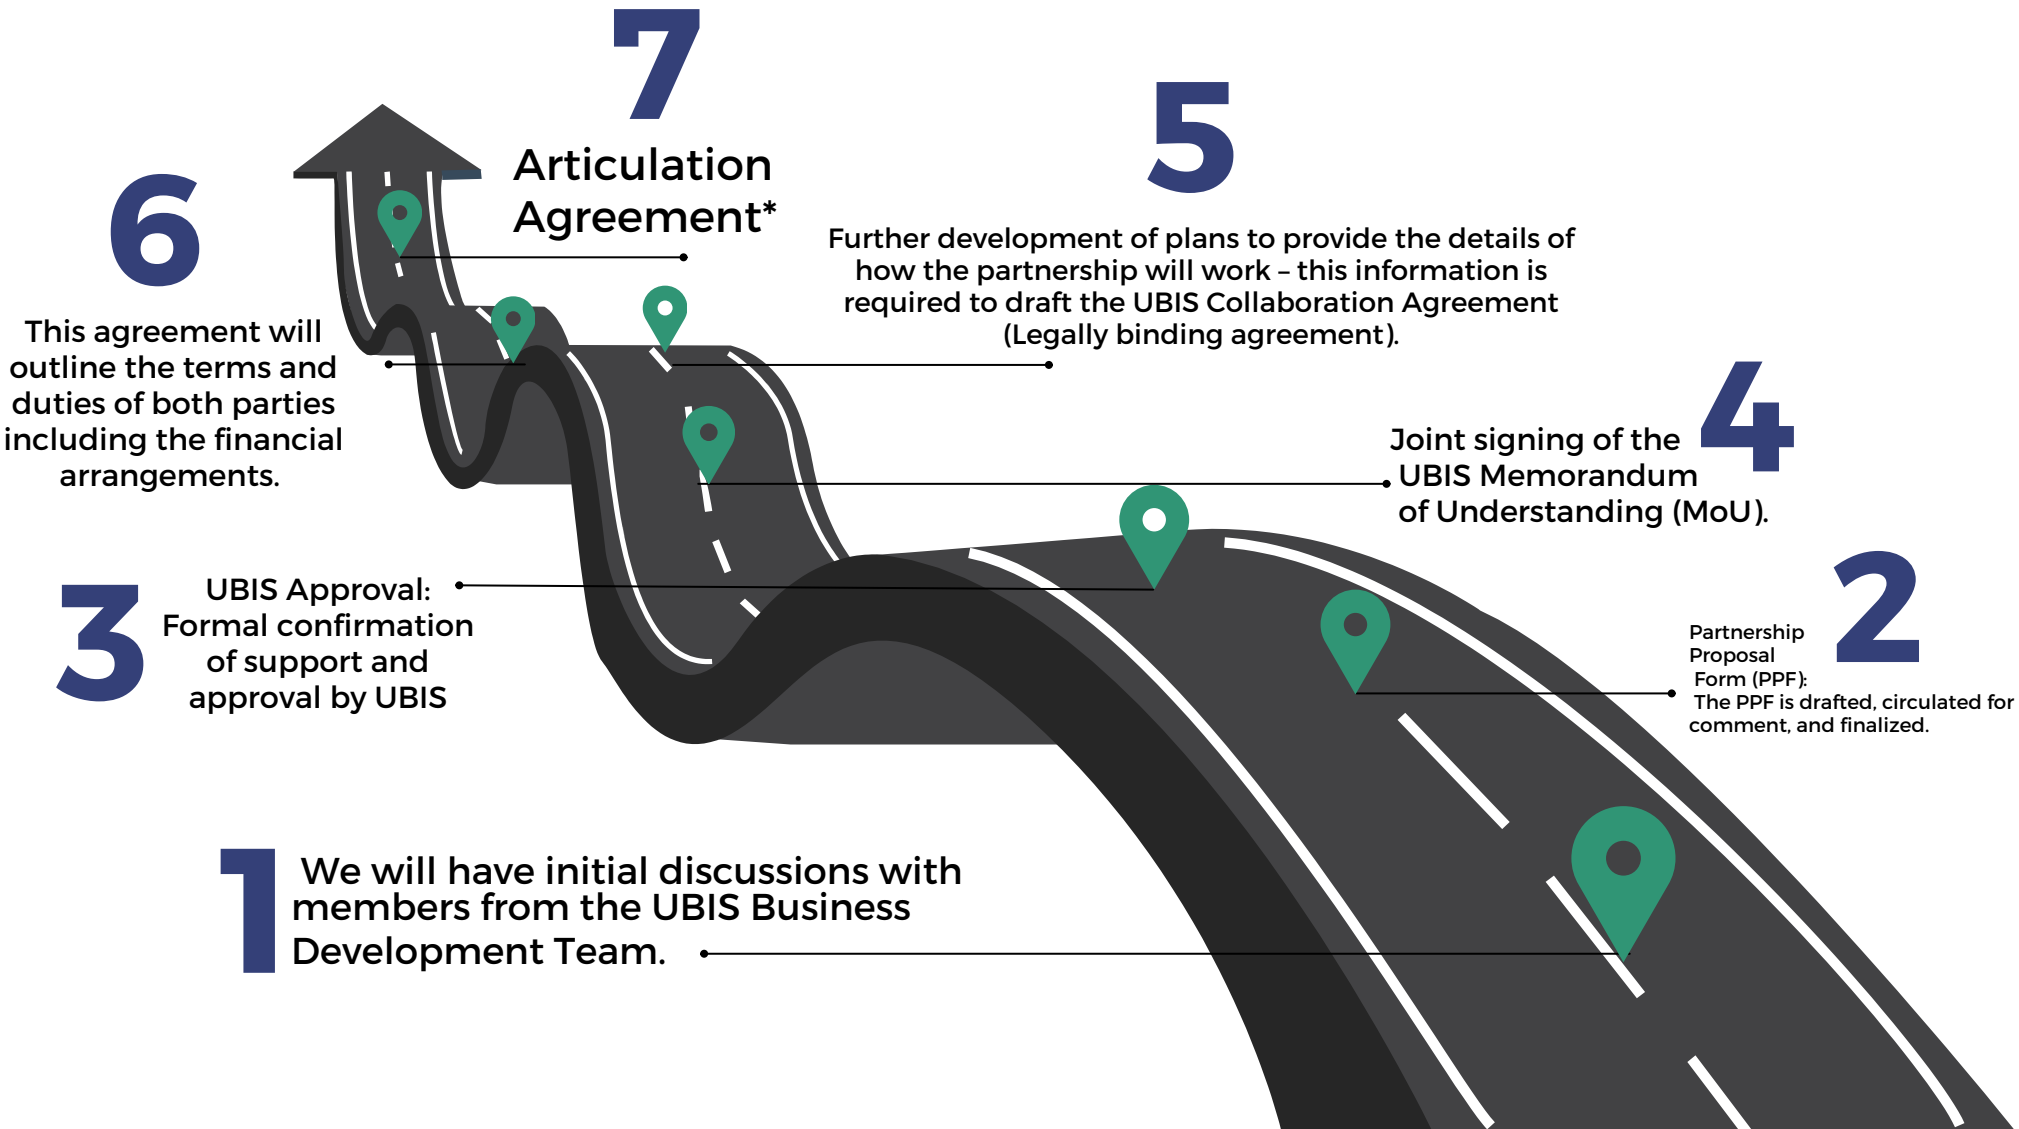 7
Articulation
Agreement*
5
Further development of plans to provide the details of
how the partnership will work – this information is
required to draft the UBIS Collaboration Agreement
(Legally binding agreement).
6
This agreement will
outline the terms and
duties of both parties
including the financial
arrangements.
4
Joint signing of the
UBIS Memorandum
of Understanding (MoU).
3
UBIS Approval:
Formal confirmation
of support and
approval by UBIS
2
Partnership
Proposal
Form (PPF):
The PPF is drafted, circulated for
comment, and finalized.
1
We will have initial discussions with
members from the UBIS Business
Development Team.